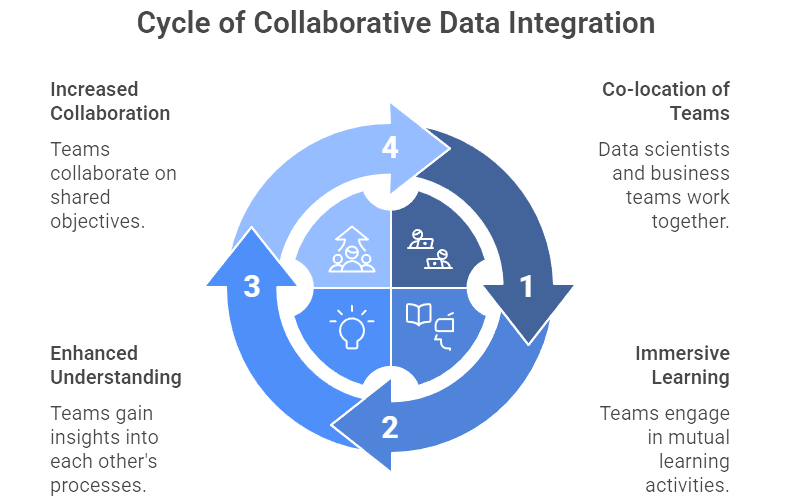 Cycle of Collaborative Data Integration
Increased
Collaboration
Teams
collaborate on
shared
objectives.
Co-location of
Teams
Data scientists
and business
teams work
together.
4
3
1
2
Enhanced
Understanding
Teams gain
insights into
each other's
processes.
Immersive
Learning
Teams engage
in mutual
learning
activities.